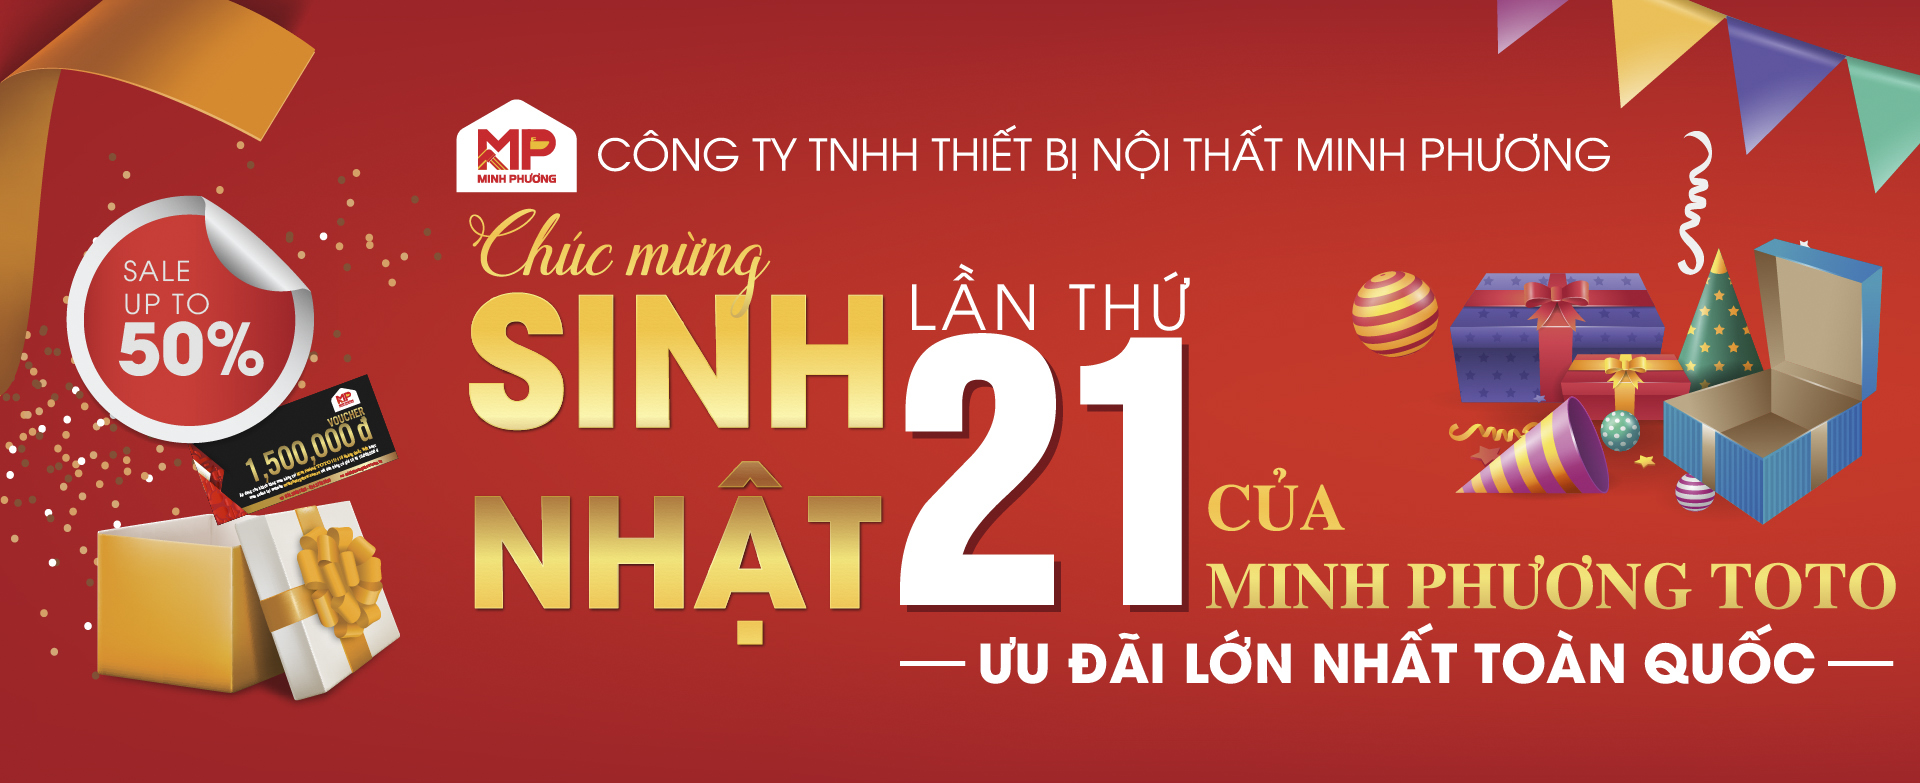 MP
MINH PHƯƠNG
CÔNG TY TNHH THIẾT BỊ NỘI THẤT MINH PHƯƠNG
Chúc mừng
SINH
NHẬT
LẦN THỨ
21
CỦA
MINH PHƯƠNG TOTO
ƯU ĐÃI LỚN NHẤT TOÀN QUỐC
SALE
UP TO
50%
MP
VOUCHER
1,500,000 đ